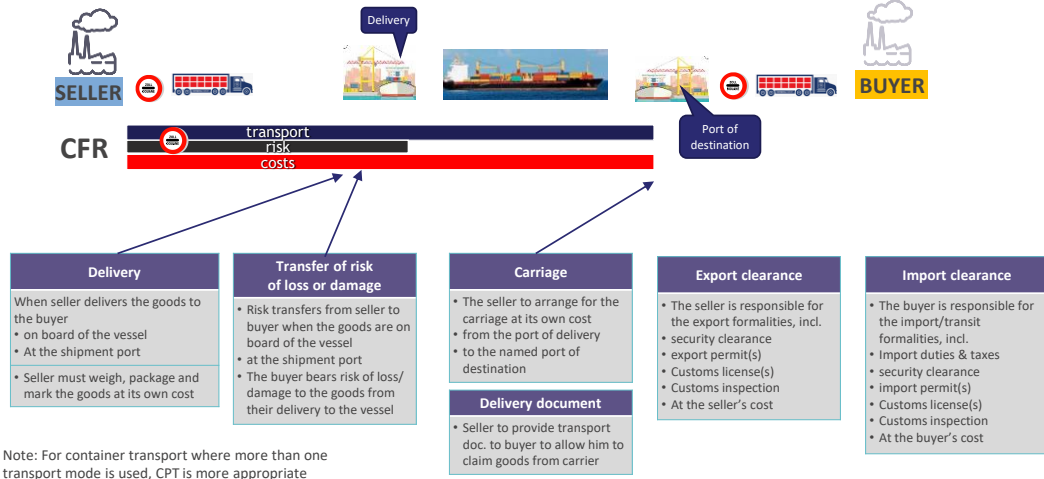 Delivery
SELLER
BUYER
Port of
destination
CFR
transport
risk
costs
Delivery
When seller delivers the goods to
the buyer
• on board of the vessel
• At the shipment port
• Seller must weigh, package and
mark the goods at its own cost
Transfer of risk
of loss or damage
• Risk transfers from seller to
buyer when the goods are on
board of the vessel
• at the shipment port
• The buyer bears risk of loss/
damage to the goods from
their delivery to the vessel
Carriage
• The seller to arrange for the
carriage at its own cost
• from the port of delivery
• to the named port of
destination
Delivery document
• Seller to provide transport
doc. to buyer to allow him to
claim goods from carrier
Export clearance
• The seller is responsible for
the export formalities, incl.
• security clearance
• export permit(s)
• Customs license(s)
• Customs inspection
• At the seller's cost
Import clearance
• The buyer is responsible for
the import/transit
formalities, incl.
• Import duties & taxes
• security clearance
• import permit(s)
• Customs license(s)
• Customs inspection
• At the buyer's cost
Note: For container transport where more than one
transport mode is used, CPT is more appropriate